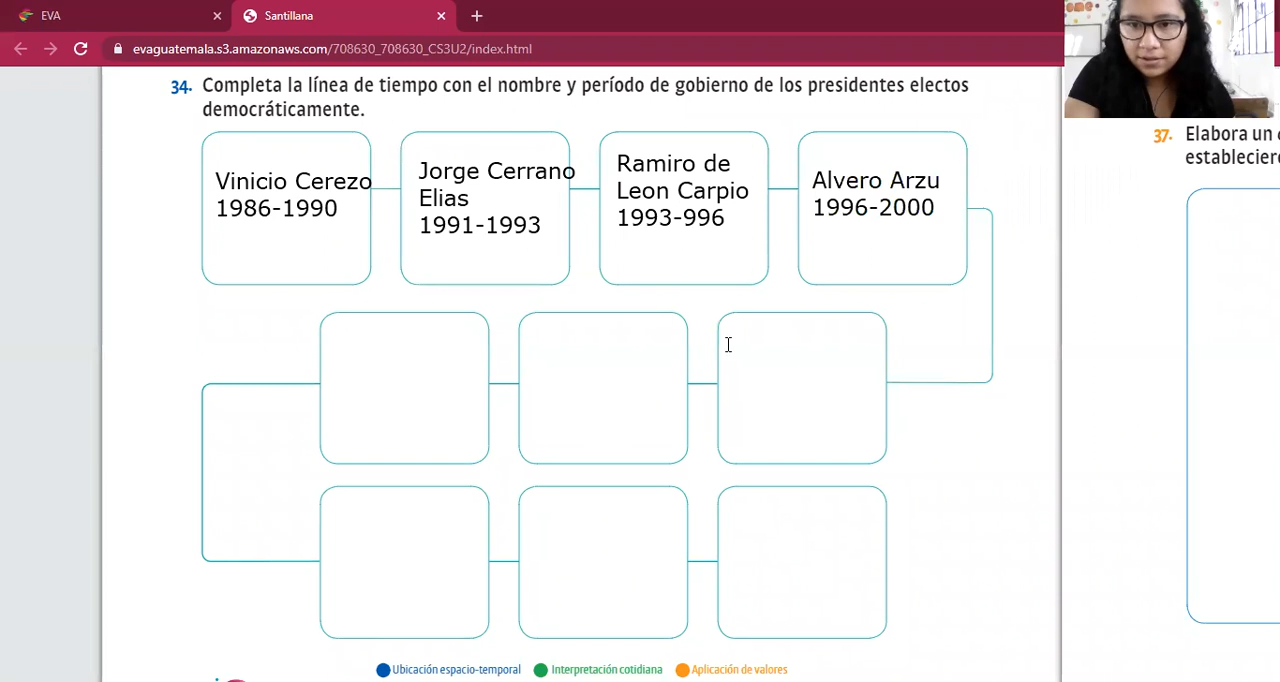 EVA
Santillana
evaguatemala.s3.amazonaws.com/708630_708630_CS3U2/index.html
34. Completa la línea de tiempo con el nombre y período de gobierno de los presidentes electos
democráticamente.
Vinicio Cerezo
1986-1990
Jorge Cerrano
Elias
1991-1993
Ramiro de
Leon Carpio
1993-996
Alvero Arzu
1996-2000
37. Elabora un
establecier
Ubicación espacio-temporal
Interpretación cotidiana
Aplicación de valores